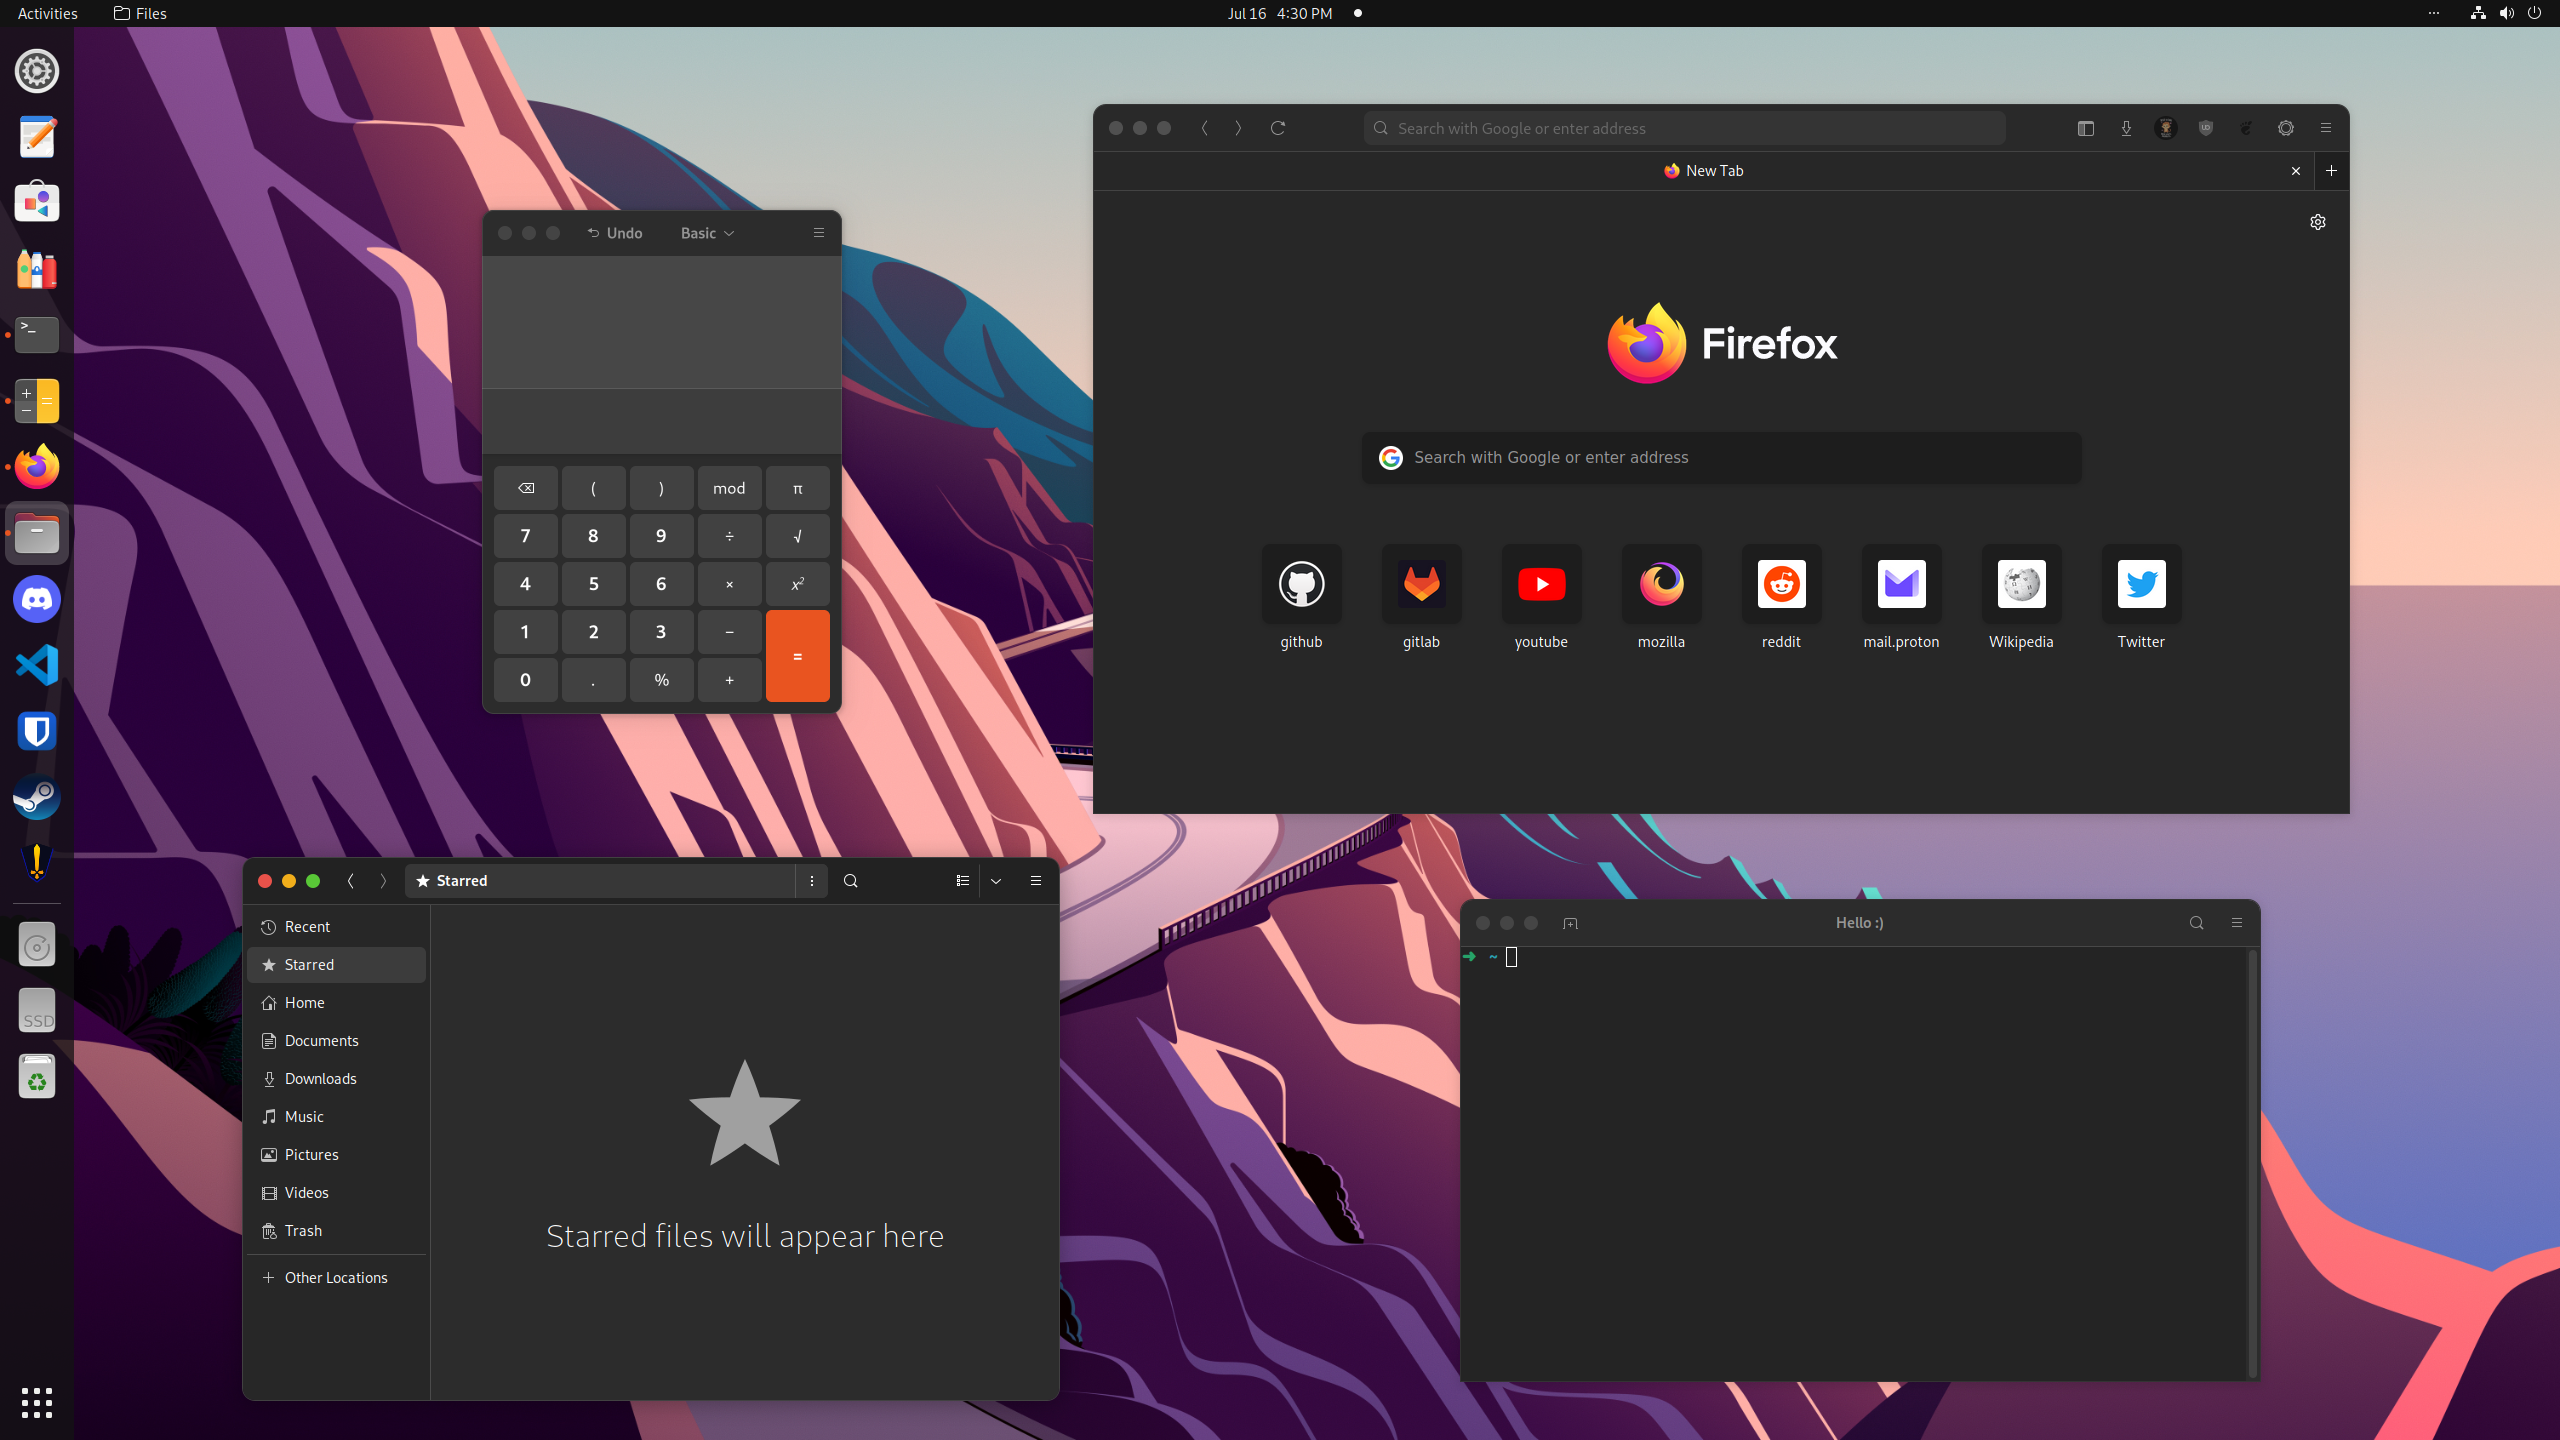 Activities Files Jul 16 4:30 PM
Search with Google or enter address
New Tab
Undo Basic
Firefox
Search with Google or enter address
( ) mod π
7 8 9 ÷ √
4 5 6 × x²
1 2 3 −
=
0 . % +
github gitlab youtube mozilla reddit mail.proton Wikipedia Twitter
Starred
Recent
Starred
Home
Documents
Downloads
Music
Pictures
Videos
Trash
Other Locations
Starred files will appear here
Hello :)
➜ ~
SSD